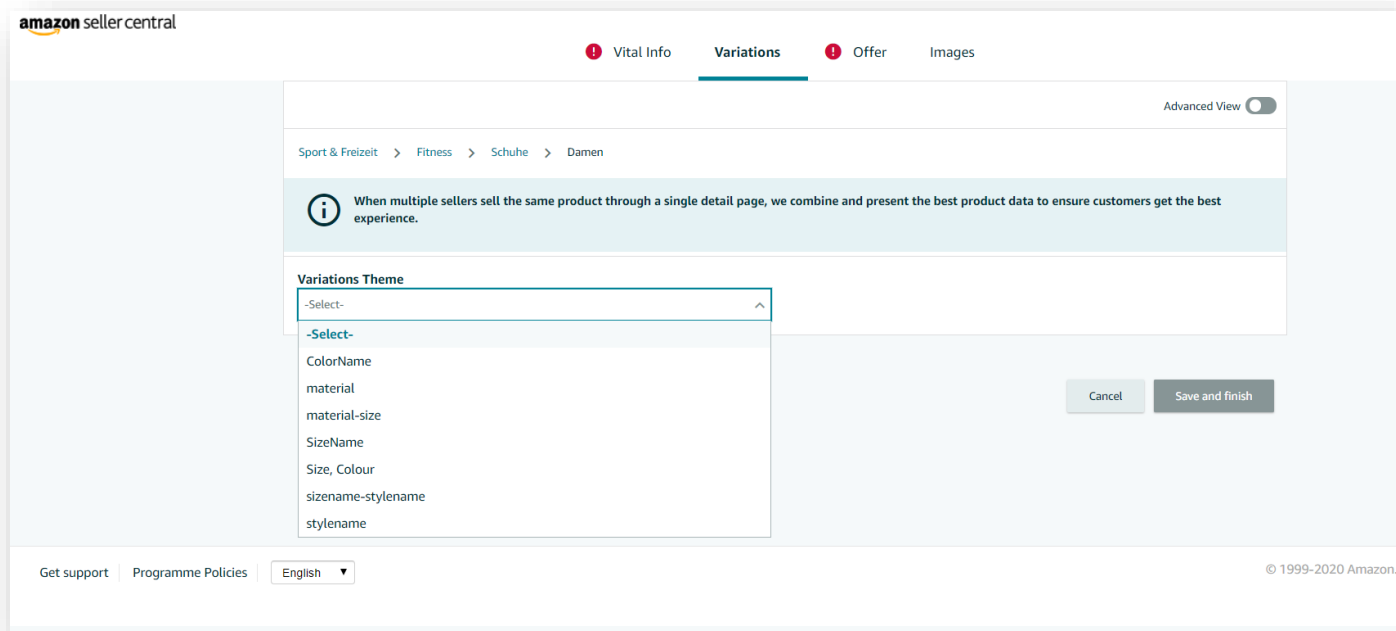 amazon seller central
! Vital Info Variations ! Offer Images
Advanced View
Sport & Freizeit > Fitness > Schuhe > Damen
When multiple sellers sell the same product through a single detail page, we combine and present the best product data to ensure customers get the best
experience.
Variations Theme
-Select-
-Select-
ColorName
material
material-size
SizeName
Size, Colour
sizename-stylename
stylename
Cancel Save and finish
Get support Programme Policies English
© 1999-2020 Amazon.